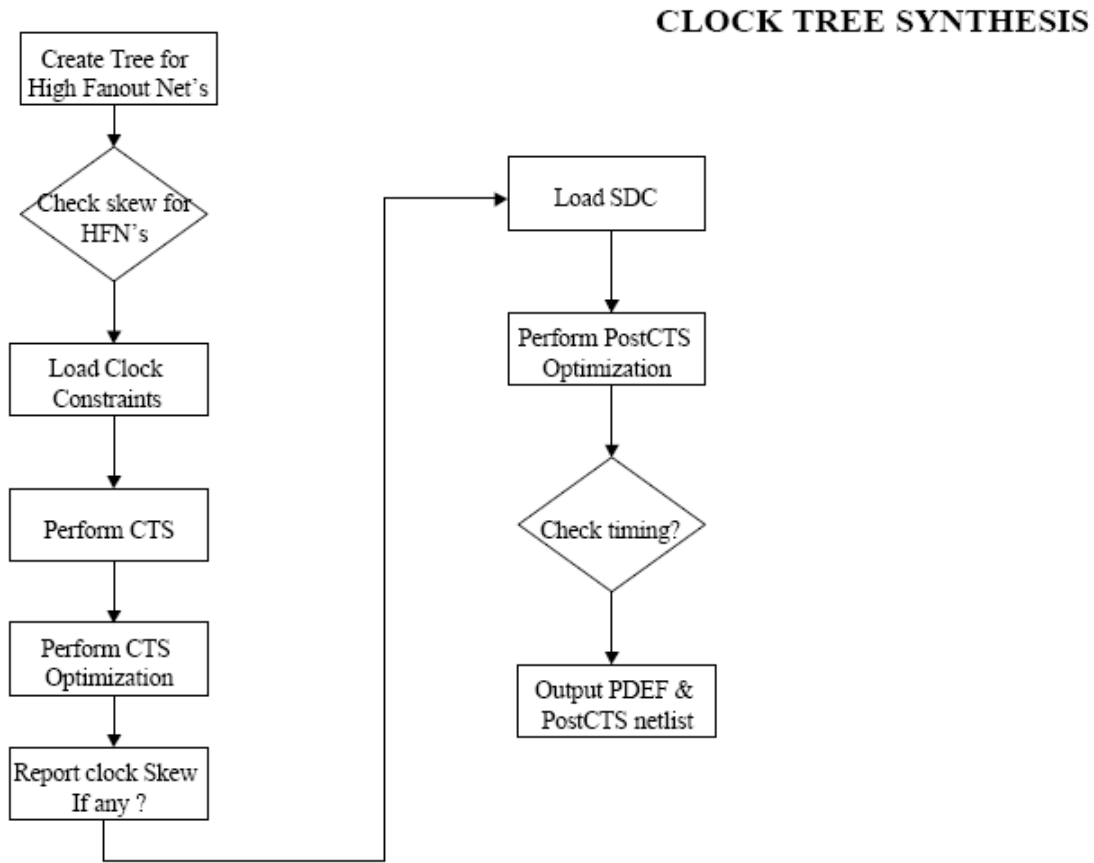 CLOCK TREE SYNTHESIS
Create Tree for
High Fanout Net's
Check skew for
HFN's
Load Clock
Constraints
Perform CTS
Perform CTS
Optimization
Report clock Skew
If any ?
Load SDC
Perform PostCTS
Optimization
Check timing?
Output PDEF &
PostCTS netlist